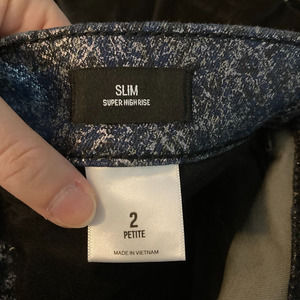 SLIM
SUPER HIGH RISE
2
PETITE
MADE IN VIETNAM